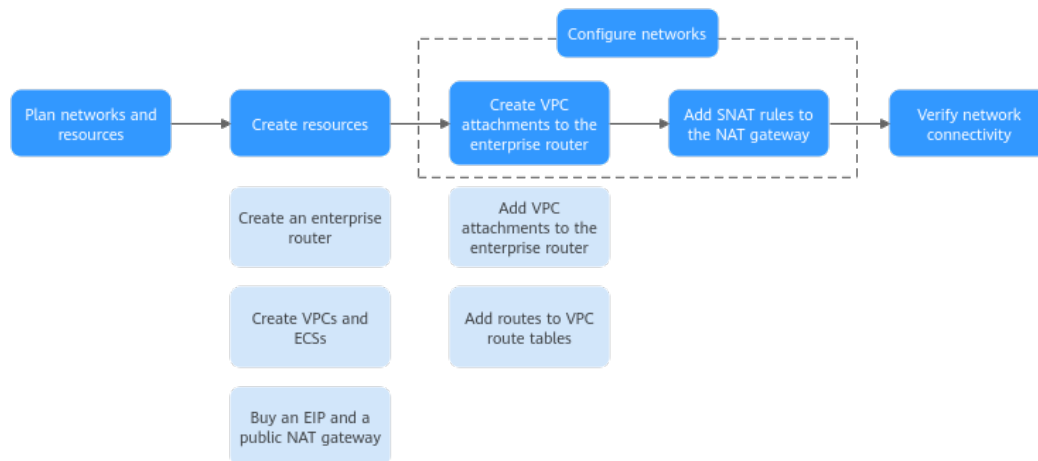 Configure networks
Plan networks and
resources
Create resources
Create VPC
attachments to the
enterprise router
Add SNAT rules to
the NAT gateway
Verify network
connectivity
Create an enterprise
router
Add VPC
attachments to the
enterprise router
Create VPCs and
ECSs
Add routes to VPC
route tables
Buy an EIP and a
public NAT gateway